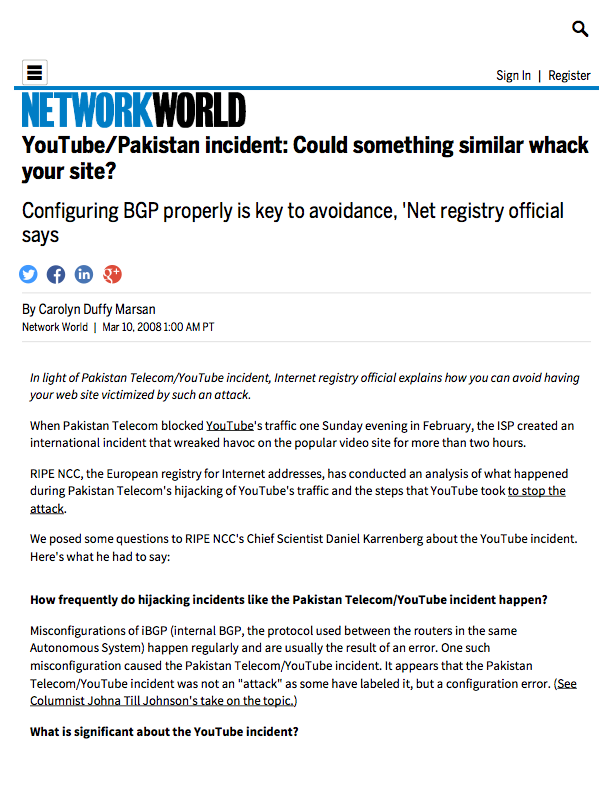 Sign In | Register
NETWORKWORLD
YouTube/Pakistan incident: Could something similar whack
your site?
Configuring BGP properly is key to avoidance, 'Net registry official
says
By Carolyn Duffy Marsan
Network World | Mar 10, 2008 1:00 AM PT
In light of Pakistan Telecom/YouTube incident, Internet registry official explains how you can avoid having
your web site victimized by such an attack.
When Pakistan Telecom blocked YouTube's traffic one Sunday evening in February, the ISP created an
international incident that wreaked havoc on the popular video site for more than two hours.
RIPE NCC, the European registry for Internet addresses, has conducted an analysis of what happened
during Pakistan Telecom's hijacking of YouTube's traffic and the steps that YouTube took to stop the
attack.
We posed some questions to RIPE NCC's Chief Scientist Daniel Karrenberg about the YouTube incident.
Here's what he had to say:
How frequently do hijacking incidents like the Pakistan Telecom/YouTube incident happen?
Misconfigurations of iBGP (internal BGP, the protocol used between the routers in the same
Autonomous System) happen regularly and are usually the result of an error. One such
misconfiguration caused the Pakistan Telecom/YouTube incident. It appears that the Pakistan
Telecom/YouTube incident was not an "attack" as some have labeled it, but a configuration error. (See
Columnist Johna Till Johnson's take on the topic.)
What is significant about the YouTube incident?